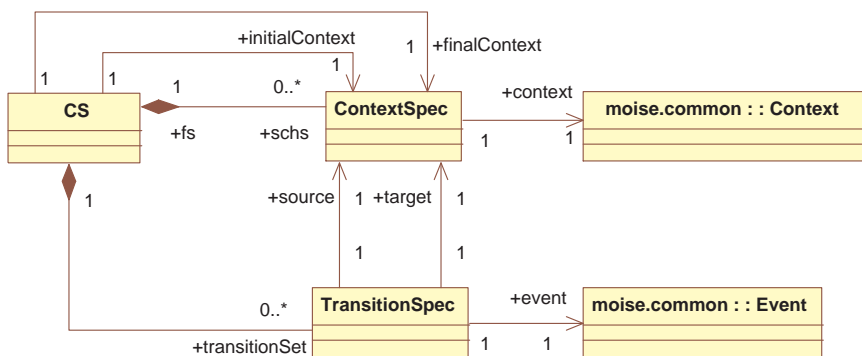 +initialContext
1
+finalContext
1
1
1
1
0..*
+context
CS
ContextSpec
moise.common : : Context
+fs
+schs
1
1
1
+source
1
+target
1
1
1
0..*
TransitionSpec
+event
moise.common : : Event
+transitionSet
1
1